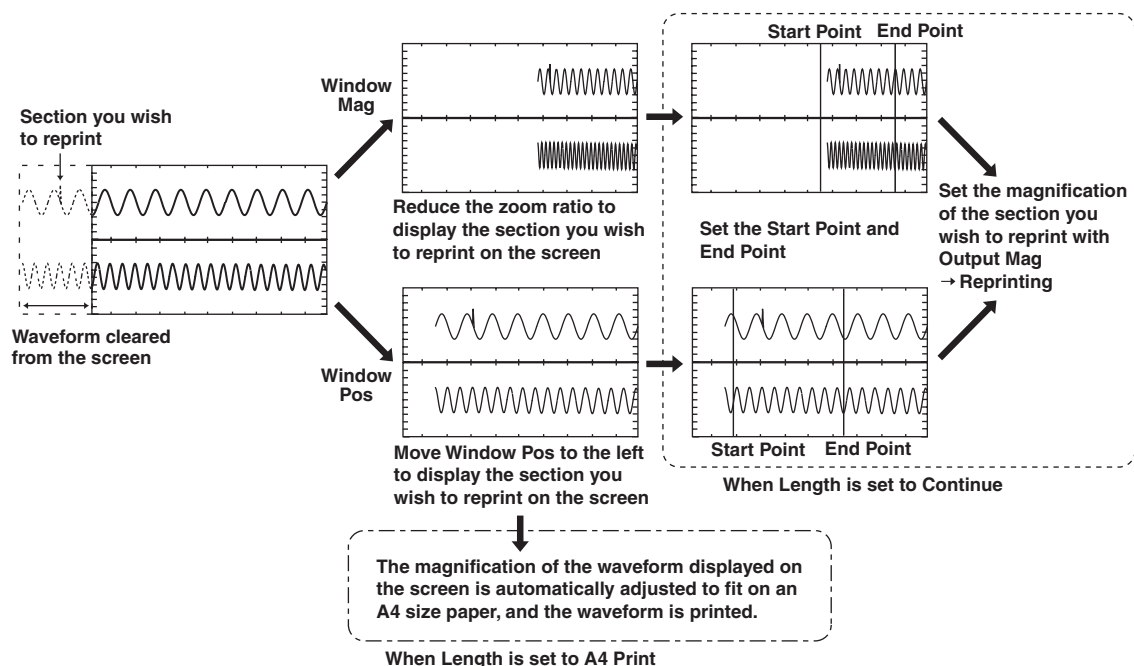 Section you wish
to reprint
Waveform cleared
from the screen
Window
Mag
Reduce the zoom ratio to
display the section you wish
to reprint on the screen
Start Point
End Point
Set the Start Point and
End Point
Set the magnification
of the section you
wish to reprint with
Output Mag
→ Reprinting
Window
Pos
Move Window Pos to the left
to display the section you
wish to reprint on the screen
Start Point
End Point
When Length is set to Continue
The magnification of the waveform displayed on
the screen is automatically adjusted to fit on an
A4 size paper, and the waveform is printed.
When Length is set to A4 Print